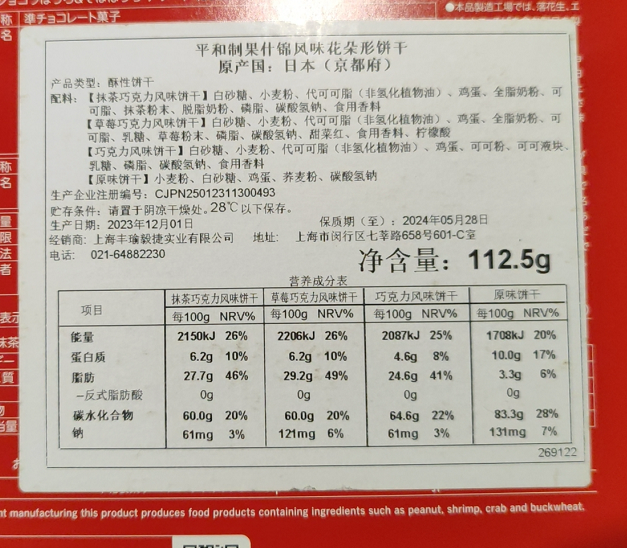 称 準チョコレート菓子
名
●本品製造工場では、落花生、エ
平和制果什锦风味花朵形饼干
原产国：日本（京都府）
产品类型：酥性饼干
配料：【抹茶巧克力风味饼干】白砂糖、小麦粉、代可可脂（非氢化植物油）、鸡蛋、全脂奶粉、可
可脂、抹茶粉末、脱脂奶粉、磷脂、碳酸氢钠、食用香料
【草莓巧克力风味饼干】白砂糖、小麦粉、代可可脂（非氢化植物油）、鸡蛋、全脂奶粉、可
可脂、乳糖、草莓粉末、磷脂、碳酸氢钠、甜菜红、食用香料、柠檬酸
【巧克力风味饼干】白砂糖、小麦粉、代可可脂（非氢化植物油）、鸡蛋、可可粉、可可液块、
乳糖、磷脂、碳酸氢钠、食用香料
【原味饼干】小麦粉、白砂糖、鸡蛋、荞麦粉、碳酸氢钠
生产企业注册编号：CJPN25012311300493
贮存条件：请置于阴凉干燥处。28℃以下保存。
生产日期：2023年12月01日 保质期（至）：2024年05月28日
经销商：上海丰瑜毅捷实业有限公司 地址： 上海市闵行区七莘路658号601-C室
电话： 021-64882230
净含量：112.5g
营养成分表
项目 抹茶巧克力风味饼干 草莓巧克力风味饼干 巧克力风味饼干 原味饼干
每100g NRV% 每100g NRV% 每100g NRV% 每100g NRV%
能量 2150kJ 26% 2206kJ 26% 2087kJ 25% 1708kJ 20%
蛋白质 6.2g 10% 6.2g 10% 4.6g 8% 10.0g 17%
脂肪 27.7g 46% 29.2g 49% 24.6g 41% 3.3g 6%
－反式脂肪酸 0g 0g 0g 0g
碳水化合物 60.0g 20% 60.0g 20% 64.6g 22% 83.3g 28%
钠 61mg 3% 121mg 6% 61mg 3% 131mg 7%
269122
称
名
量
限
法
者
表示
抹茶
質
物
当量
nt manufacturing this product produces food products containing ingredients such as peanut, shrimp, crab and buckwheat.